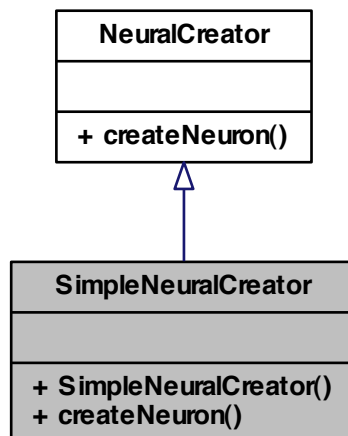 NeuralCreator
+ createNeuron()
SimpleNeuralCreator
+ SimpleNeuralCreator()
+ createNeuron()